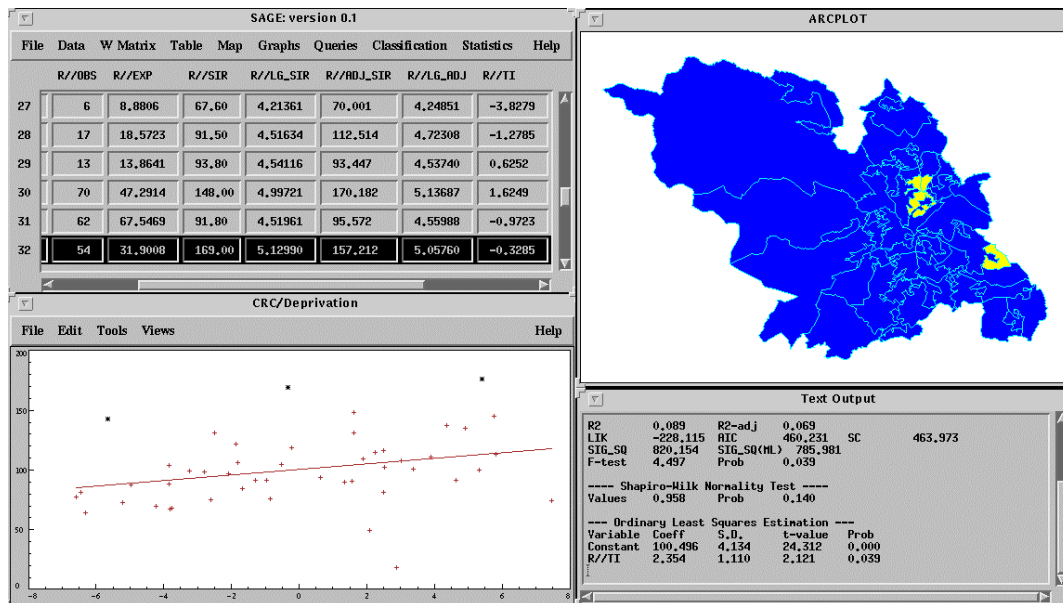 SAGE: version 0.1
File Data W Matrix Table Map Graphs Queries Classification Statistics Help
R//OBS R//EXP R//SIR R//LG_SIR R//ADJ_SIR R//LG_ADJ R//TI
27 6 8.8806 67.60 4.21361 70.001 4.24851 -3.8279
28 17 18.5723 91.50 4.51634 112.514 4.72308 -1.2785
29 13 13.8641 93.80 4.54116 93.447 4.53740 0.6252
30 70 47.2914 148.00 4.99721 170.182 5.13687 1.6249
31 62 67.5469 91.80 4.51961 95.572 4.55988 -0.9723
32 54 31.9008 169.00 5.12990 157.212 5.05760 -0.3285
ARCPLOT
CRC/Deprivation
File Edit Tools Views Help
200
150
100
50
0
-8 -6 -4 -2 0 2 4 6 8
Text Output
R2 0.089 R2-adj 0.069
LIK -228.115 AIC 460.231 SC 463.973
SIG_SQ 820.154 SIG_SQ(ML) 785.981
F-test 4.497 Prob 0.039
---- Shapiro-Wilk Normality Test -----
Values 0.958 Prob 0.140
--- Ordinary Least Squares Estimation ---
Variable Coeff S.D. t-value Prob
Constant 100.496 4.134 24.312 0.000
R//TI 2.354 1.110 2.121 0.039